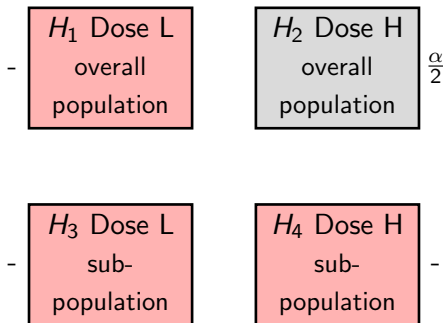 H₁ Dose L
overall
population
-
H₂ Dose H
overall
population
α/2
H₃ Dose L
sub-
population
-
H₄ Dose H
sub-
population
-